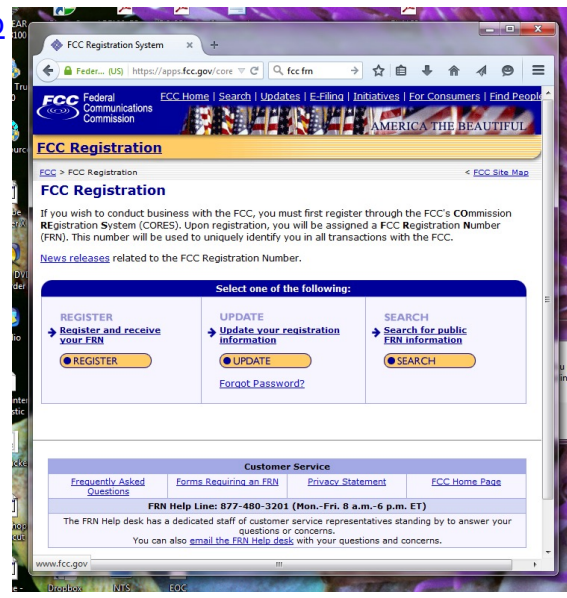 EAR
100
FCC Registration System
Feder... (US) https://apps.fcc.gov/core
fcc frn
FCC Federal Communications Commission
FCC Home | Search | Updates | E-Filing | Initiatives | For Consumers | Find People
AMERICA THE BEAUTIFUL
FCC Registration
FCC > FCC Registration
< FCC Site Map
FCC Registration
If you wish to conduct business with the FCC, you must first register through the FCC's COmmission
REgistration System (CORES). Upon registration, you will be assigned a FCC Registration Number
(FRN). This number will be used to uniquely identify you in all transactions with the FCC.
News releases related to the FCC Registration Number.
Select one of the following:
REGISTER
Register and receive
your FRN
REGISTER
UPDATE
Update your registration
information
UPDATE
Forgot Password?
SEARCH
Search for public
FRN information
SEARCH
Customer Service
Frequently Asked
Questions
Forms Requiring an FRN
Privacy Statement
FCC Home Page
FRN Help Line: 877-480-3201 (Mon.-Fri. 8 a.m.-6 p.m. ET)
The FRN Help desk has a dedicated staff of customer service representatives standing by to answer your
questions or concerns.
You can also email the FRN Help desk with your questions and concerns.
www.fcc.gov
Dropbox
NTS
EOC